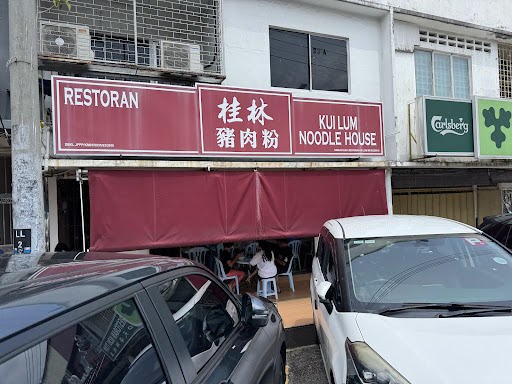 RESTORAN
桂林
豬肉粉
KUI LUM
NOODLE HOUSE
Carlsberg
LL
2